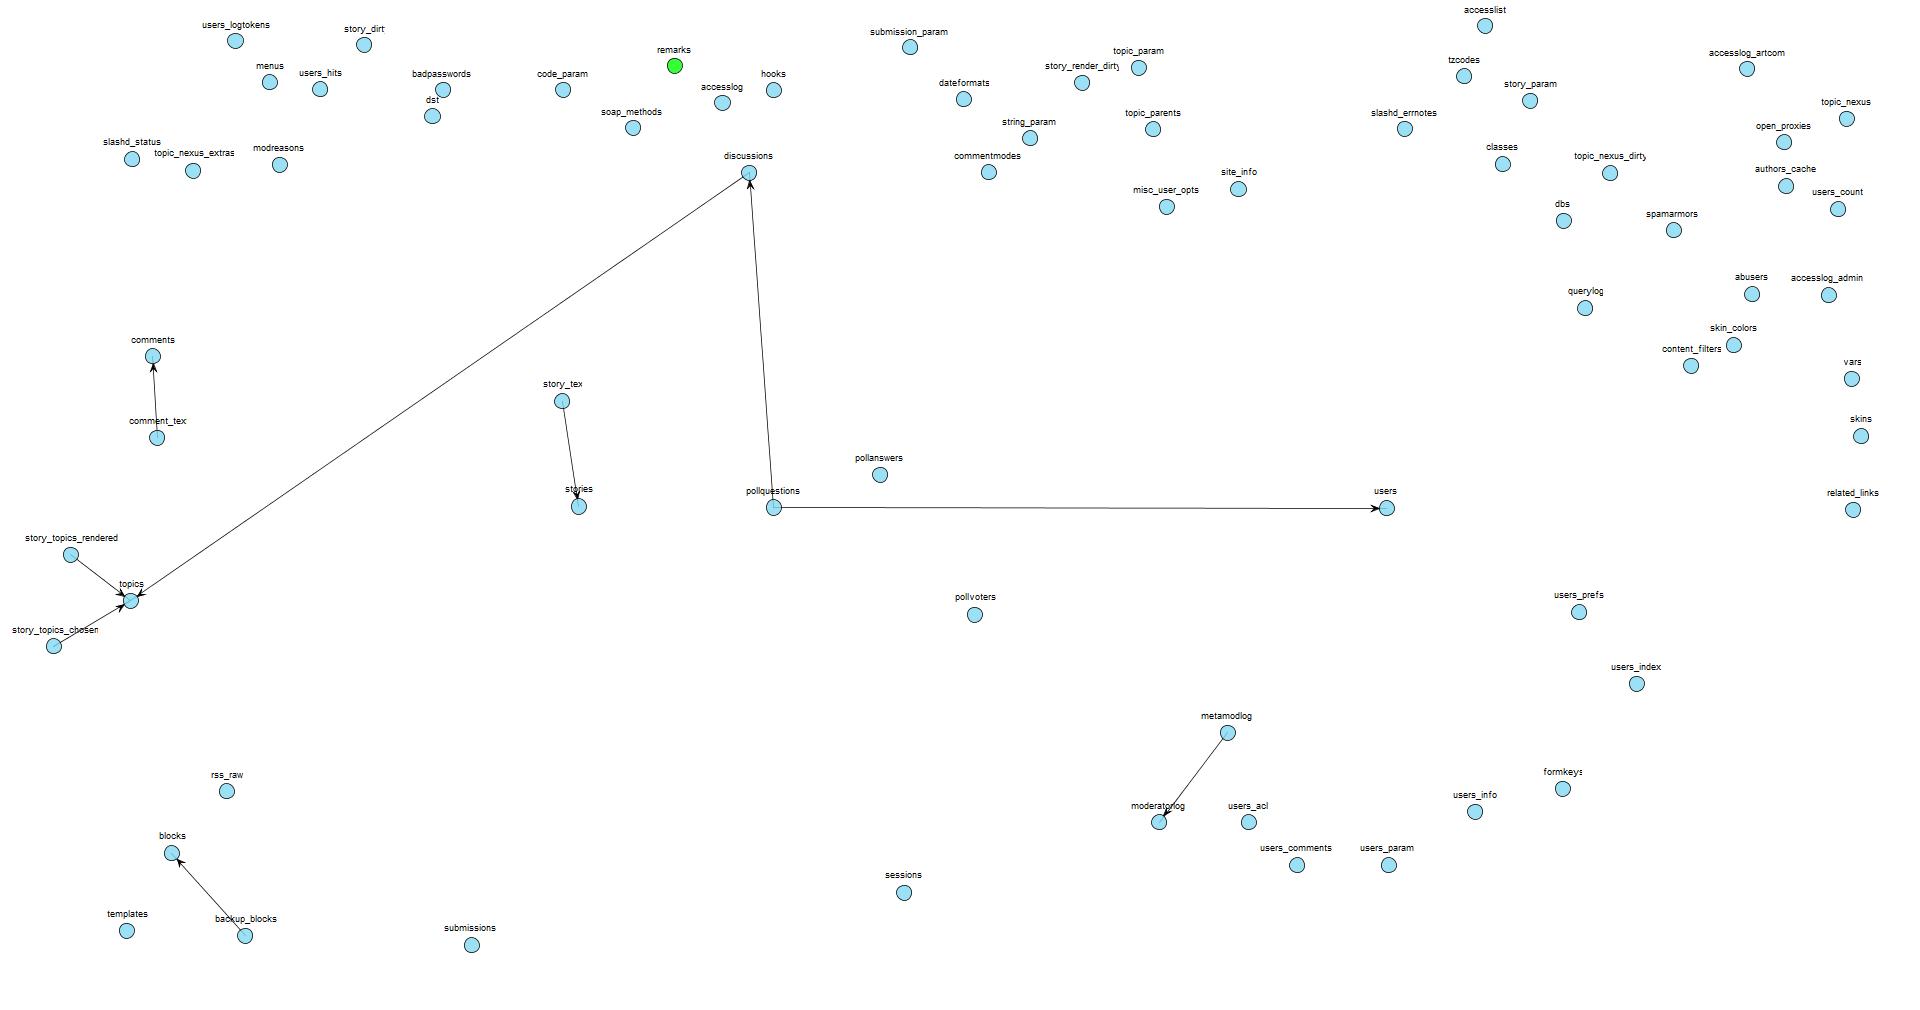 accesslist
users_logtokens
story_dirt
submission_param
remarks
topic_param
accesslog_artcom
tzcodes
menus
users_hits
badpasswords
code_param
hooks
story_render_dirty
dateformats
story_param
accesslog
dst
topic_nexus
soap_methods
string_param
topic_parents
slashd_errnotes
open_proxies
slashd_status
topic_nexus_extras
modreasons
discussions
commentmodes
classes
topic_nexus_dirty
authors_cache
site_info
misc_user_opts
users_count
dbs
spamarmors
abusers
accesslog_admin
querylog
skin_colors
comments
content_filters
vars
story_tex
comment_tex
skins
pollanswers
stories
pollquestions
users
related_links
story_topics_rendered
topics
pollvoters
users_prefs
story_topics_chosen
users_index
metamodlog
rss_raw
formkeys
users_info
moderatorlog
users_acl
blocks
users_comments
users_param
sessions
templates
backup_blocks
submissions